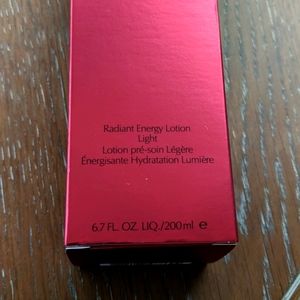 Radiant Energy Lotion
Light
Lotion pré-soin Légère
Énergisante Hydratation Lumière
6.7 FL. OZ. LIQ./200 ml ℮